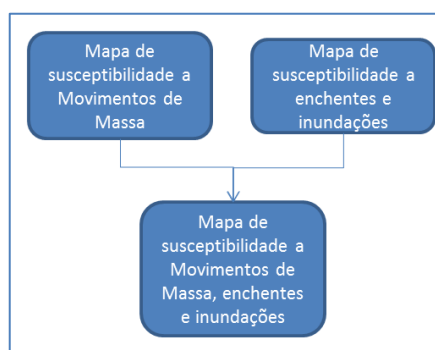 Mapa de
susceptibilidade a
Movimentos de
Massa
Mapa de
susceptibilidade a
enchentes e
inundações
Mapa de
susceptibilidade a
Movimentos de
Massa, enchentes
e inundações